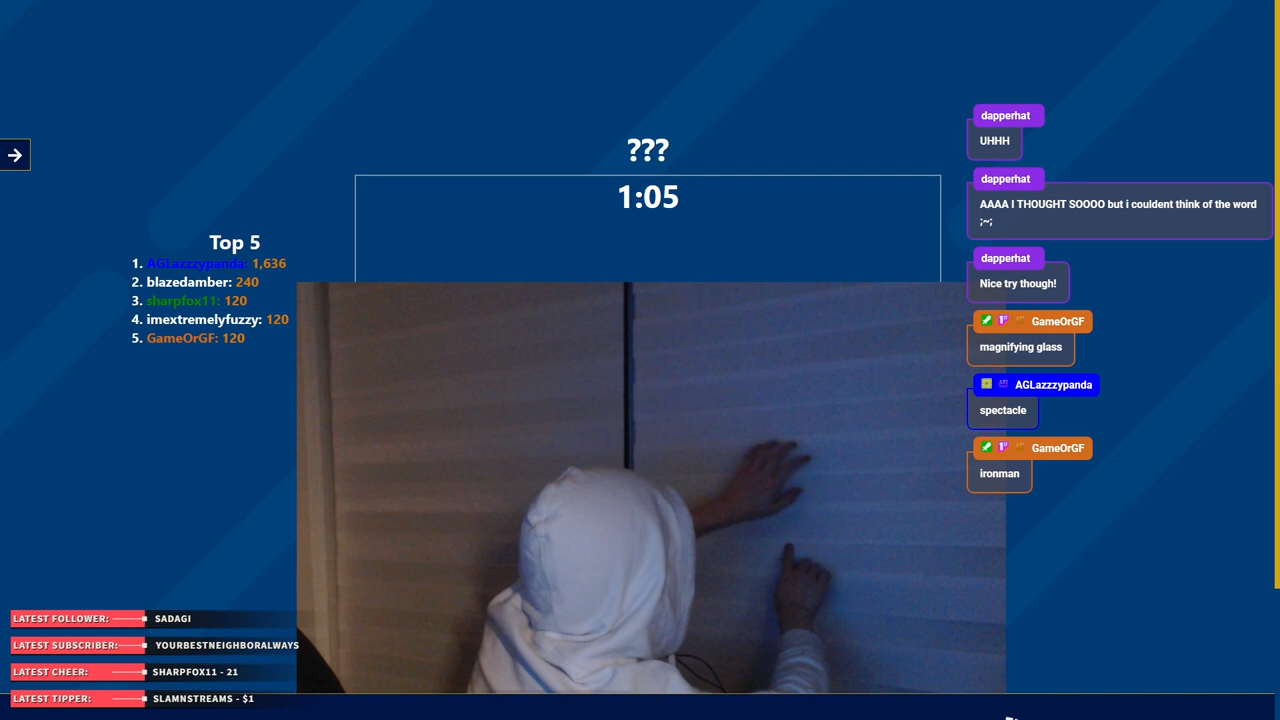 ???
1:05
Top 5
1. AGLazzzypanda: 1,636
2. blazedamber: 240
3. sharpfox11: 120
4. imextremelyfuzzy: 120
5. GameOrGF: 120
dapperhat
UHHH
dapperhat
AAAA I THOUGHT SOOOO but i couldent think of the word
;~;
dapperhat
Nice try though!
GameOrGF
magnifying glass
AGLazzzypanda
spectacle
GameOrGF
ironman
LATEST FOLLOWER: SADAGI
LATEST SUBSCRIBER: YOURBESTNEIGHBORALWAYS
LATEST CHEER: SHARPFOX11 - 21
LATEST TIPPER: SLAMNSTREAMS - $1